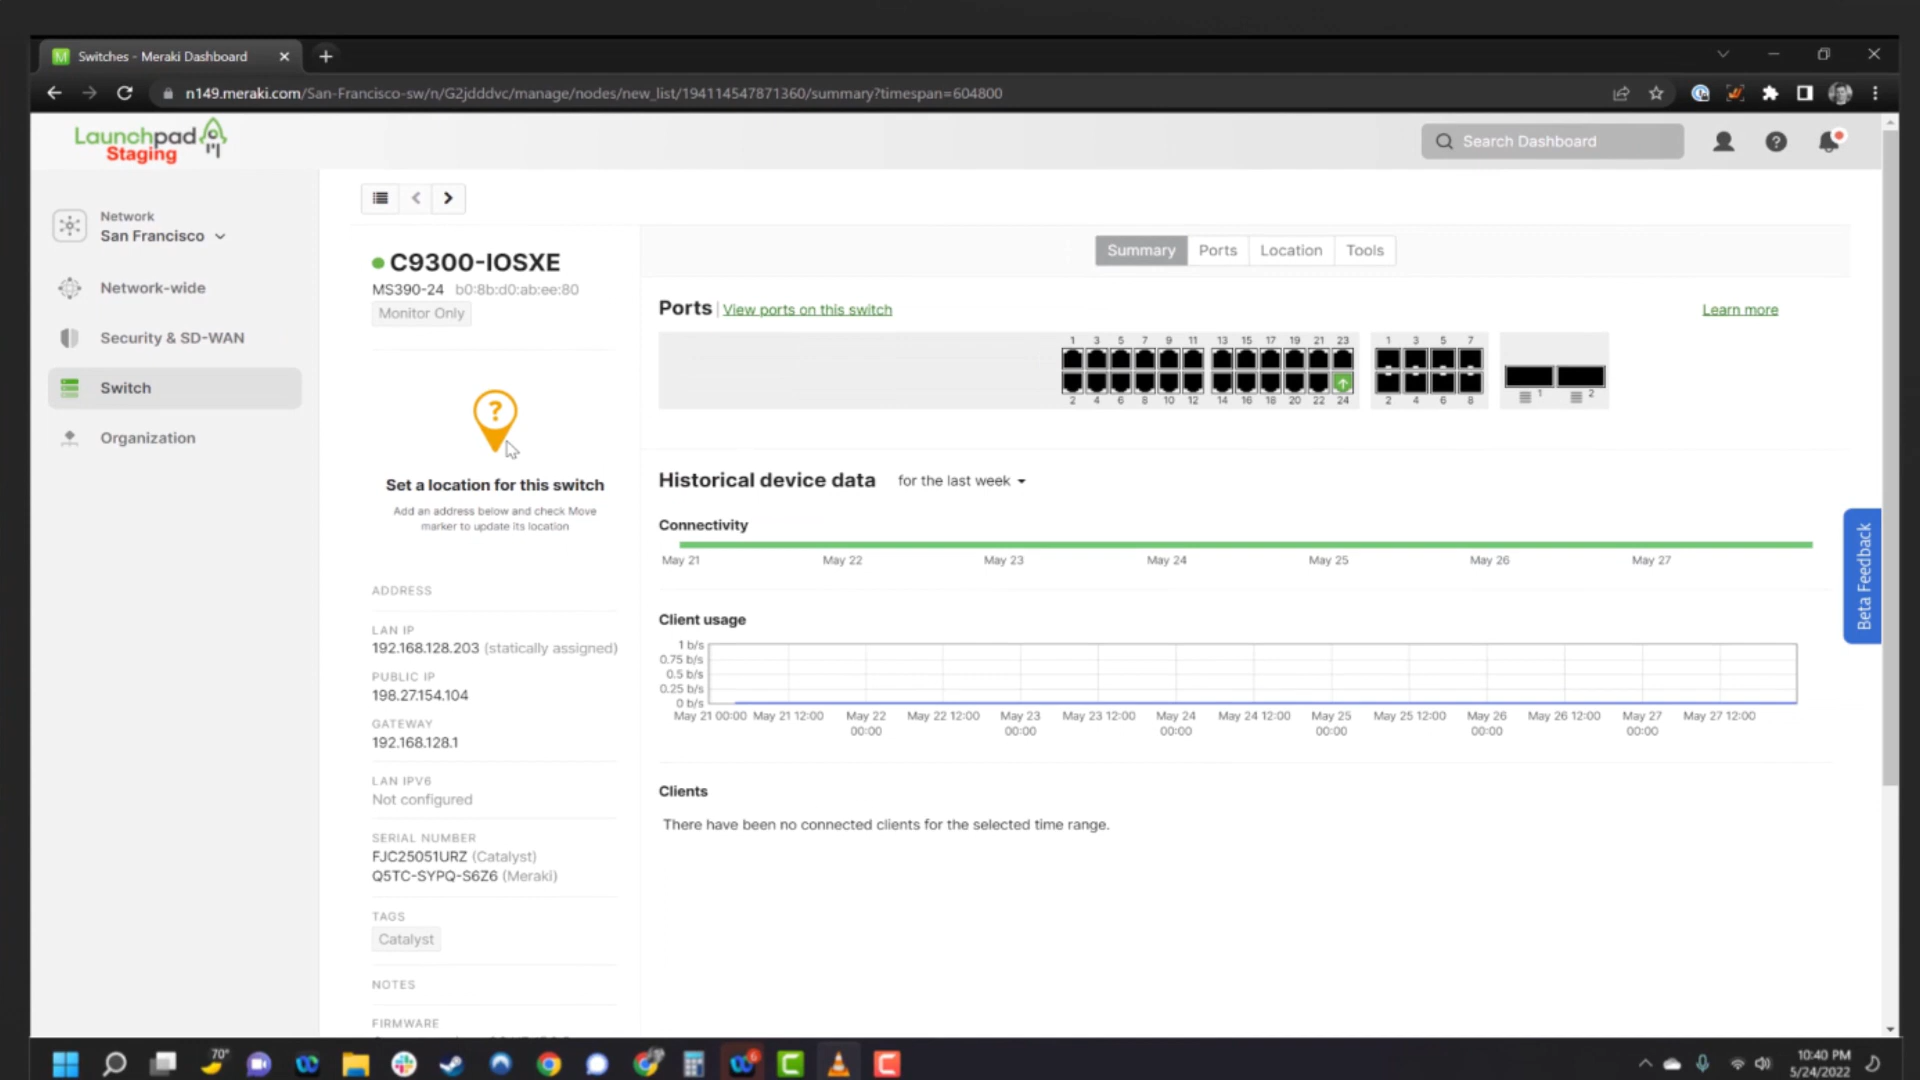 Switches - Meraki Dashboard
n149.meraki.com/San-Francisco-sw/n/G2jdddvc/manage/nodes/new_list/194114547871360/summary?timespan=604800
Launchpad
Staging
Search Dashboard
Network
San Francisco
Network-wide
Security & SD-WAN
Switch
Organization
C9300-IOSXE
MS390-24 b0:8b:d0:ab:ee:80
Monitor Only
?
Set a location for this switch
Add an address below and check Move
marker to update its location
ADDRESS
LAN IP
192.168.128.203 (statically assigned)
PUBLIC IP
198.27.154.104
GATEWAY
192.168.128.1
LAN IPV6
Not configured
SERIAL NUMBER
FJC25051URZ (Catalyst)
Q5TC-SYPQ-S6Z6 (Meraki)
TAGS
Catalyst
NOTES
FIRMWARE
Summary Ports Location Tools
Ports | View ports on this switch
Learn more
1 3 5 7 9 11 13 15 17 19 21 23 1 3 5 7
1 2
2 4 6 8 10 12 14 16 18 20 22 24 2 4 6 8
Historical device data for the last week
Connectivity
May 21 May 22 May 23 May 24 May 25 May 26 May 27
Client usage
1 b/s
0.75 b/s
0.5 b/s
0.25 b/s
0 b/s
May 21 00:00 May 21 12:00 May 22 May 22 12:00 May 23 May 23 12:00 May 24 May 24 12:00 May 25 May 25 12:00 May 26 May 26 12:00 May 27 May 27 12:00
00:00 00:00 00:00 00:00 00:00 00:00
Clients
There have been no connected clients for the selected time range.
Beta Feedback
70°
6
10:40 PM
5/24/2022